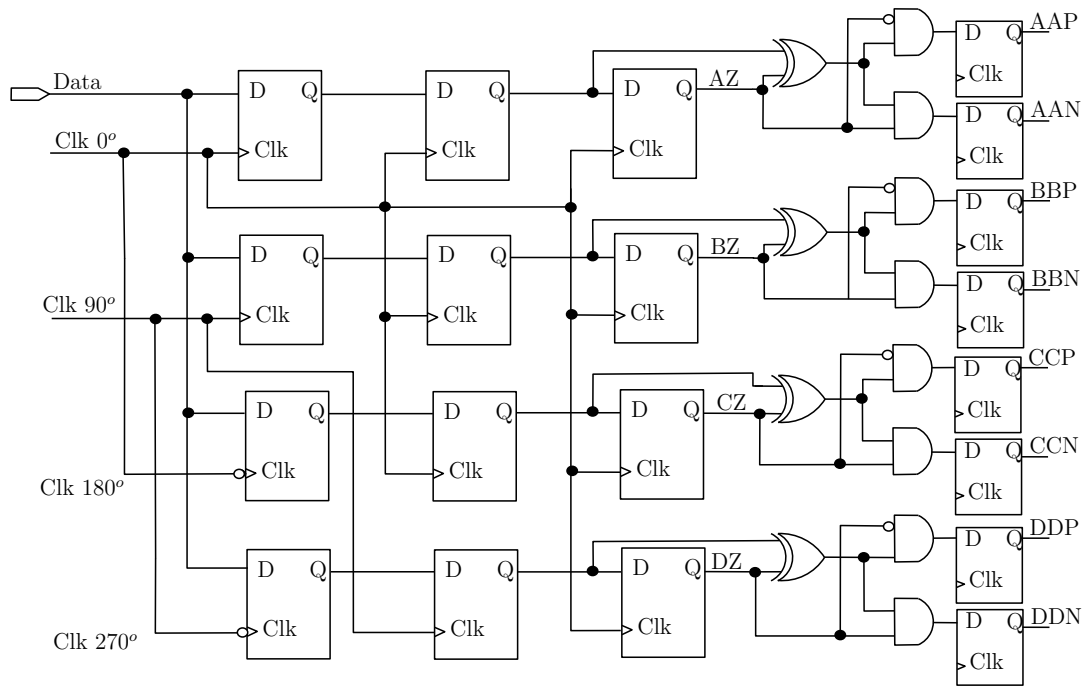 Data
Clk 0°
Clk 90°
Clk 180°
Clk 270°
D Q Clk
D Q Clk
D Q Clk
AZ
D Q Clk
AAP
D Q Clk
AAN
D Q Clk
D Q Clk
D Q Clk
BZ
D Q Clk
BBP
D Q Clk
BBN
D Q Clk
D Q Clk
D Q Clk
CZ
D Q Clk
CCP
D Q Clk
CCN
D Q Clk
D Q Clk
D Q Clk
DZ
D Q Clk
DDP
D Q Clk
DDN